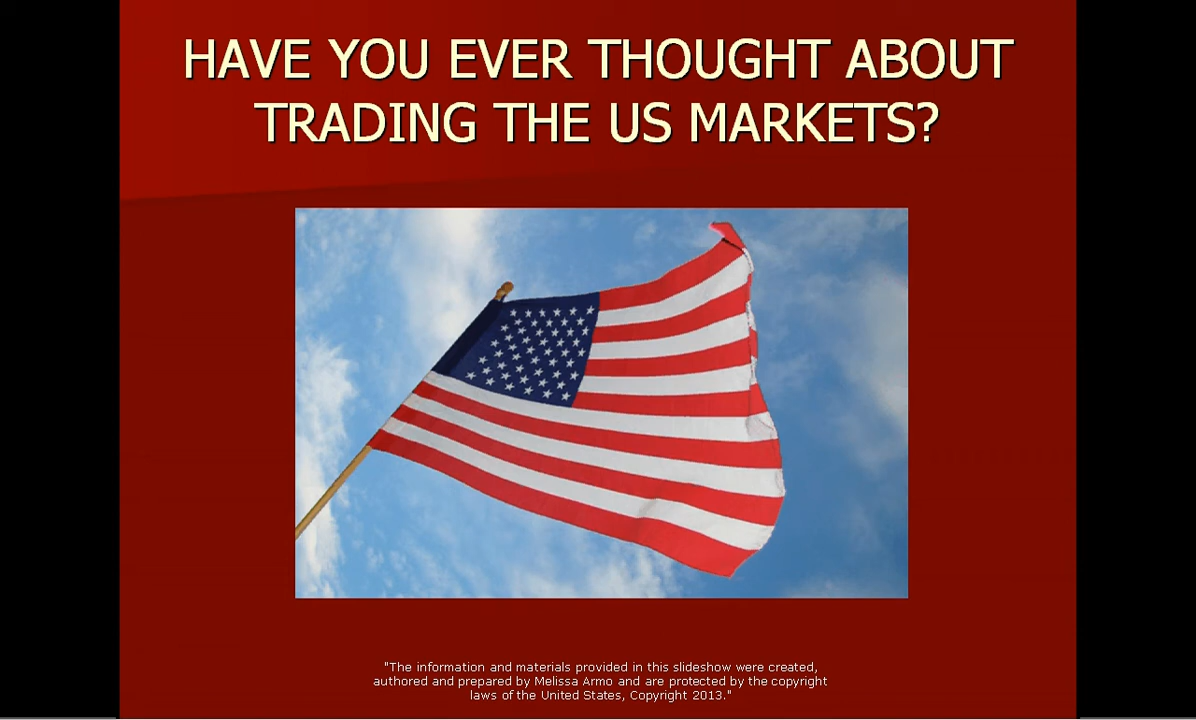 HAVE YOU EVER THOUGHT ABOUT
TRADING THE US MARKETS?
"The information and materials provided in this slideshow were created,
authored and prepared by Melissa Armo and are protected by the copyright
laws of the United States, Copyright 2013."